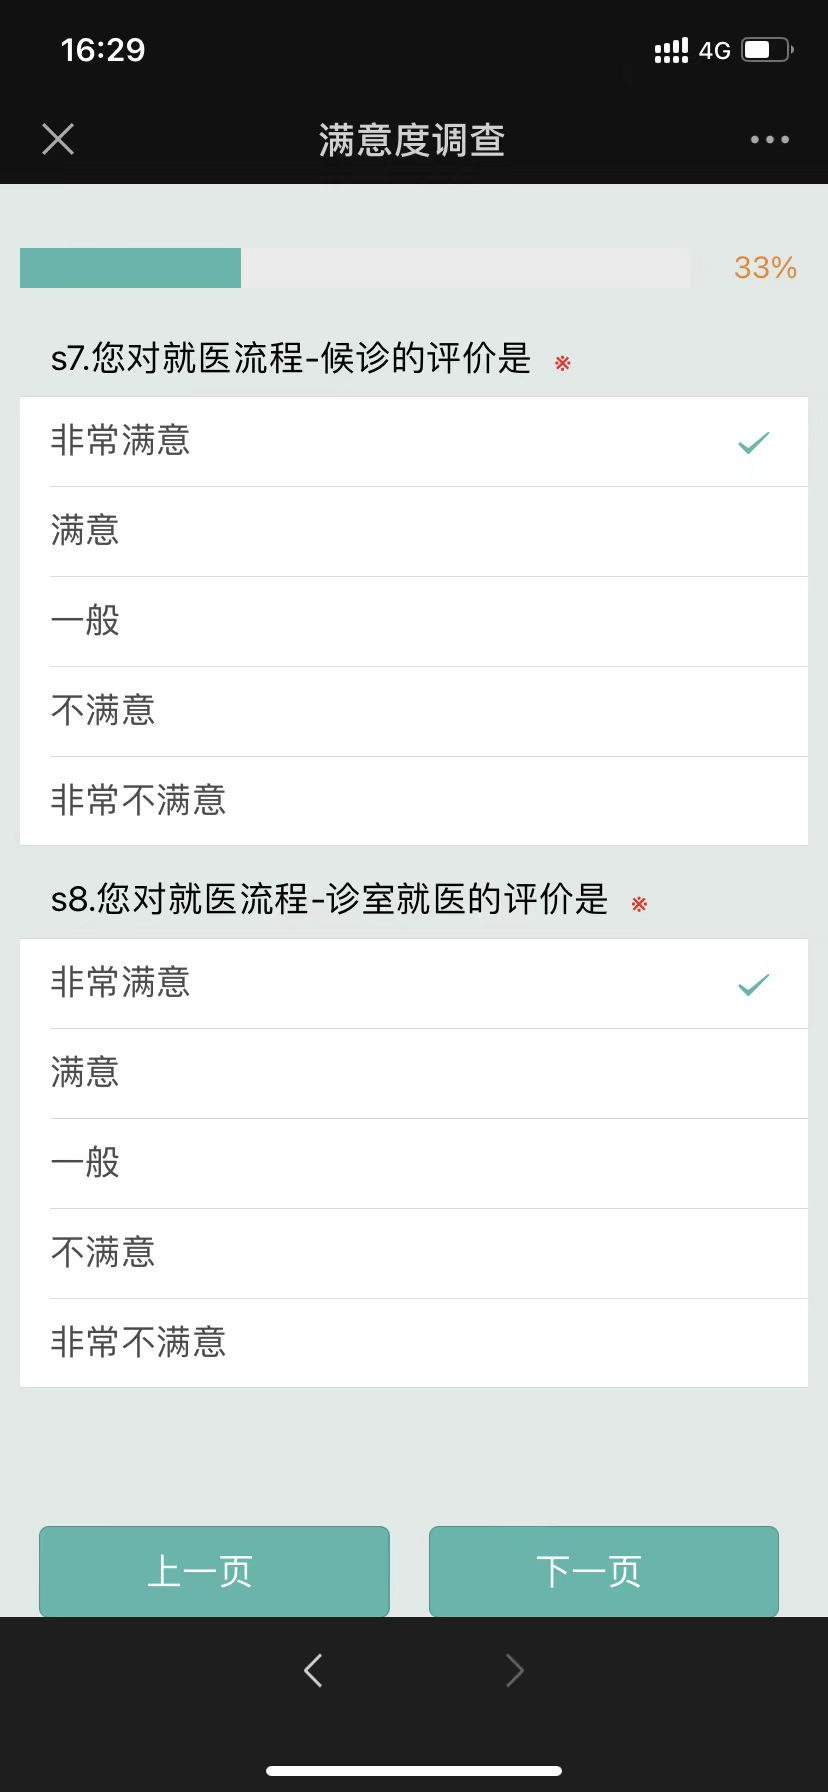 16:29
4G
满意度调查
33%
s7.您对就医流程-候诊的评价是 ※
非常满意
满意
一般
不满意
非常不满意
s8.您对就医流程-诊室就医的评价是 ※
非常满意
满意
一般
不满意
非常不满意
上一页
下一页